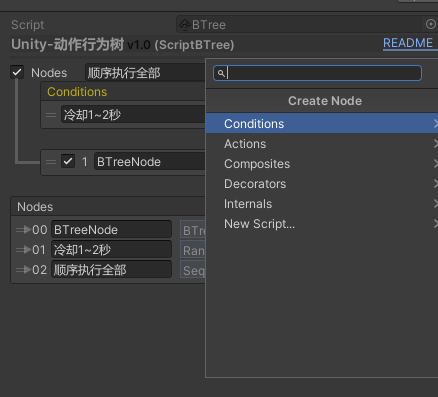 Script BTree
Unity-动作行为树 v1.0 (ScriptBTree) README
Nodes 顺序执行全部
Conditions
冷却1~2秒
1 BTreeNode
Create Node
Conditions
Actions
Composites
Decorators
Internals
New Script...
Nodes
00 BTreeNode BTre
01 冷却1~2秒 Ran
02 顺序执行全部 Seq